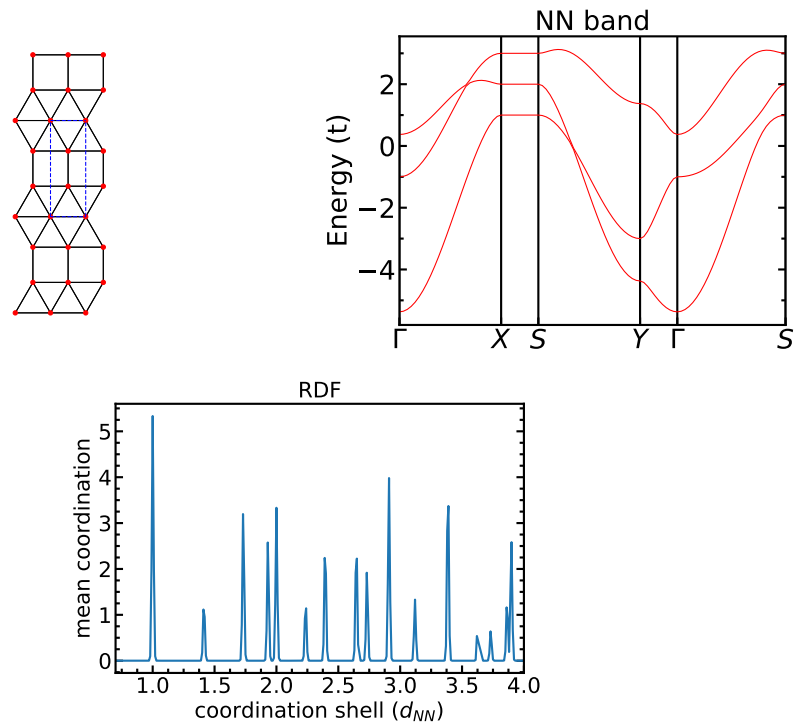 NN band
Energy (t)
2
0
−2
−4
Γ X S Y Γ S
RDF
mean coordination
5
4
3
2
1
0
1.0 1.5 2.0 2.5 3.0 3.5 4.0
coordination shell (d_NN)